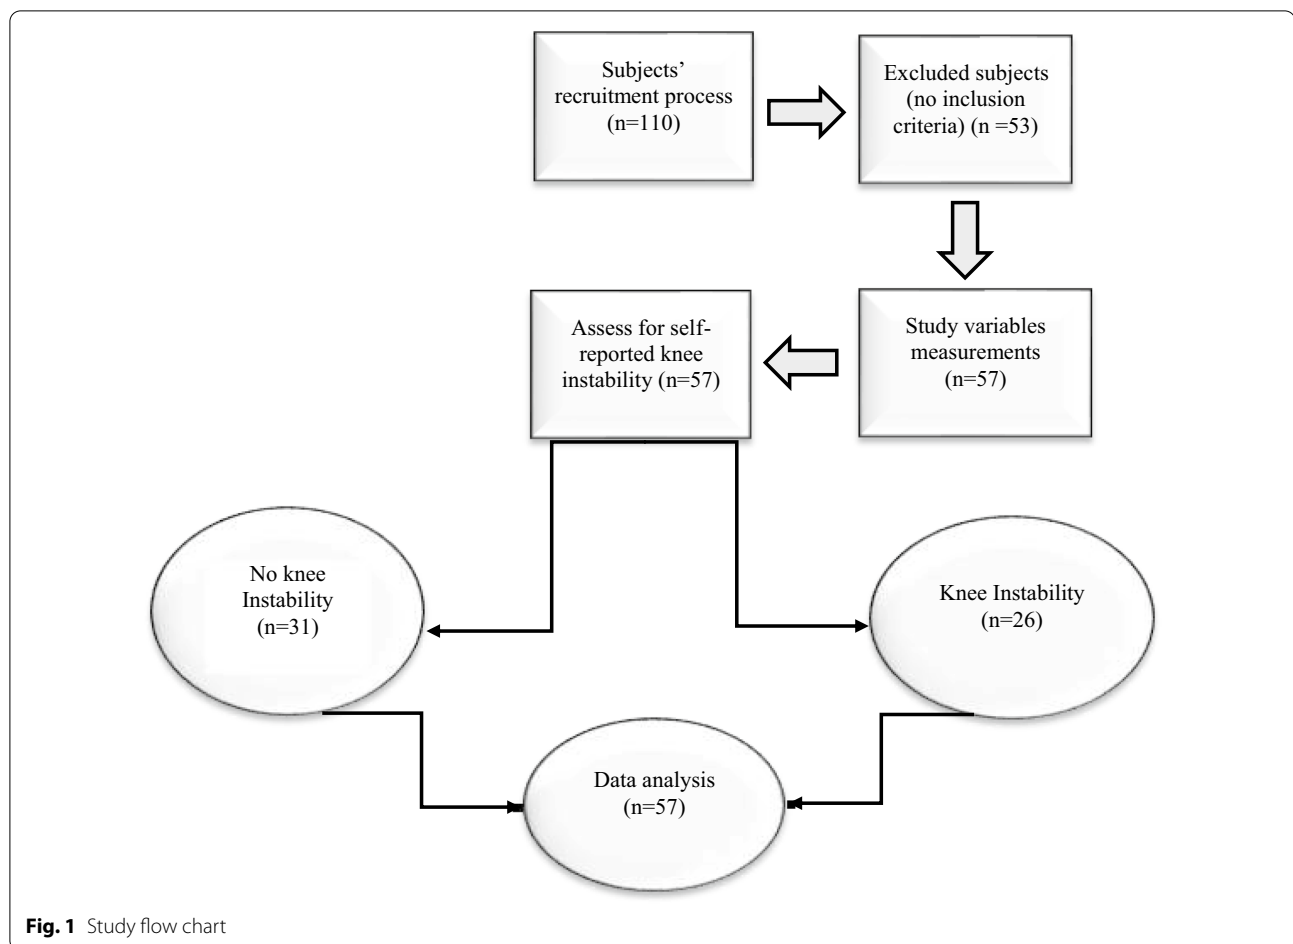 Subjects’
recruitment process
(n=110)
Excluded subjects
(no inclusion
criteria) (n =53)
Study variables
measurements
(n=57)
Assess for self-
reported knee
instability (n=57)
No knee
Instability
(n=31)
Knee Instability
(n=26)
Data analysis
(n=57)
Fig. 1 Study flow chart